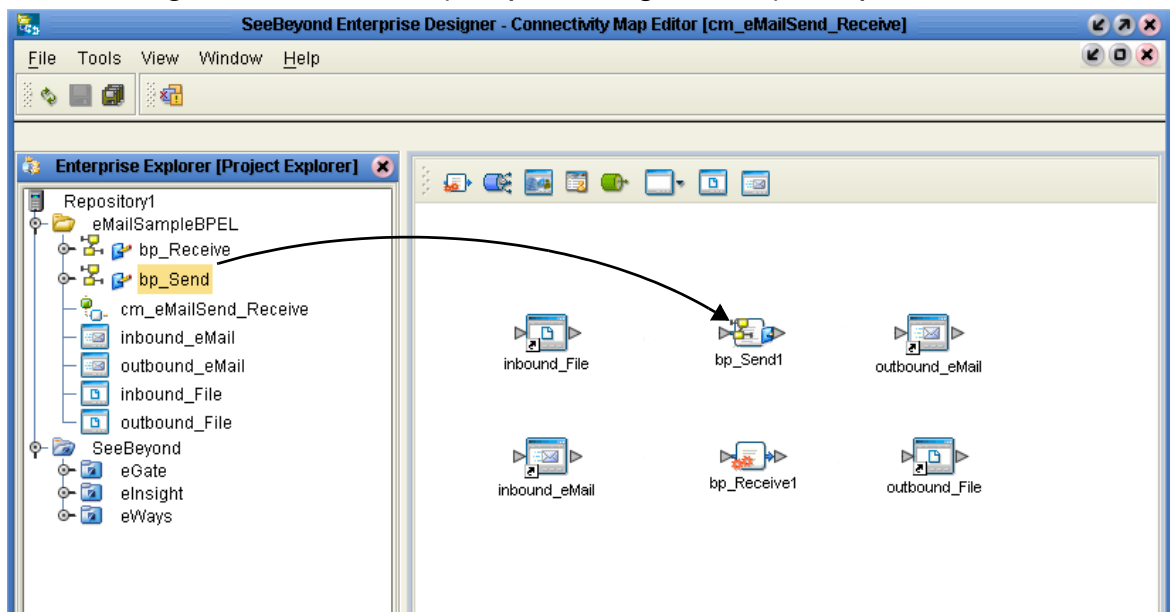 SeeBeyond Enterprise Designer - Connectivity Map Editor [cm_eMailSend_Receive]
File Tools View Window Help
Enterprise Explorer [Project Explorer]
Repository1
eMailSampleBPEL
bp_Receive
bp_Send
cm_eMailSend_Receive
inbound_eMail
outbound_eMail
inbound_File
outbound_File
SeeBeyond
eGate
eInsight
eWays
inbound_File
bp_Send1
outbound_eMail
inbound_eMail
bp_Receive1
outbound_File